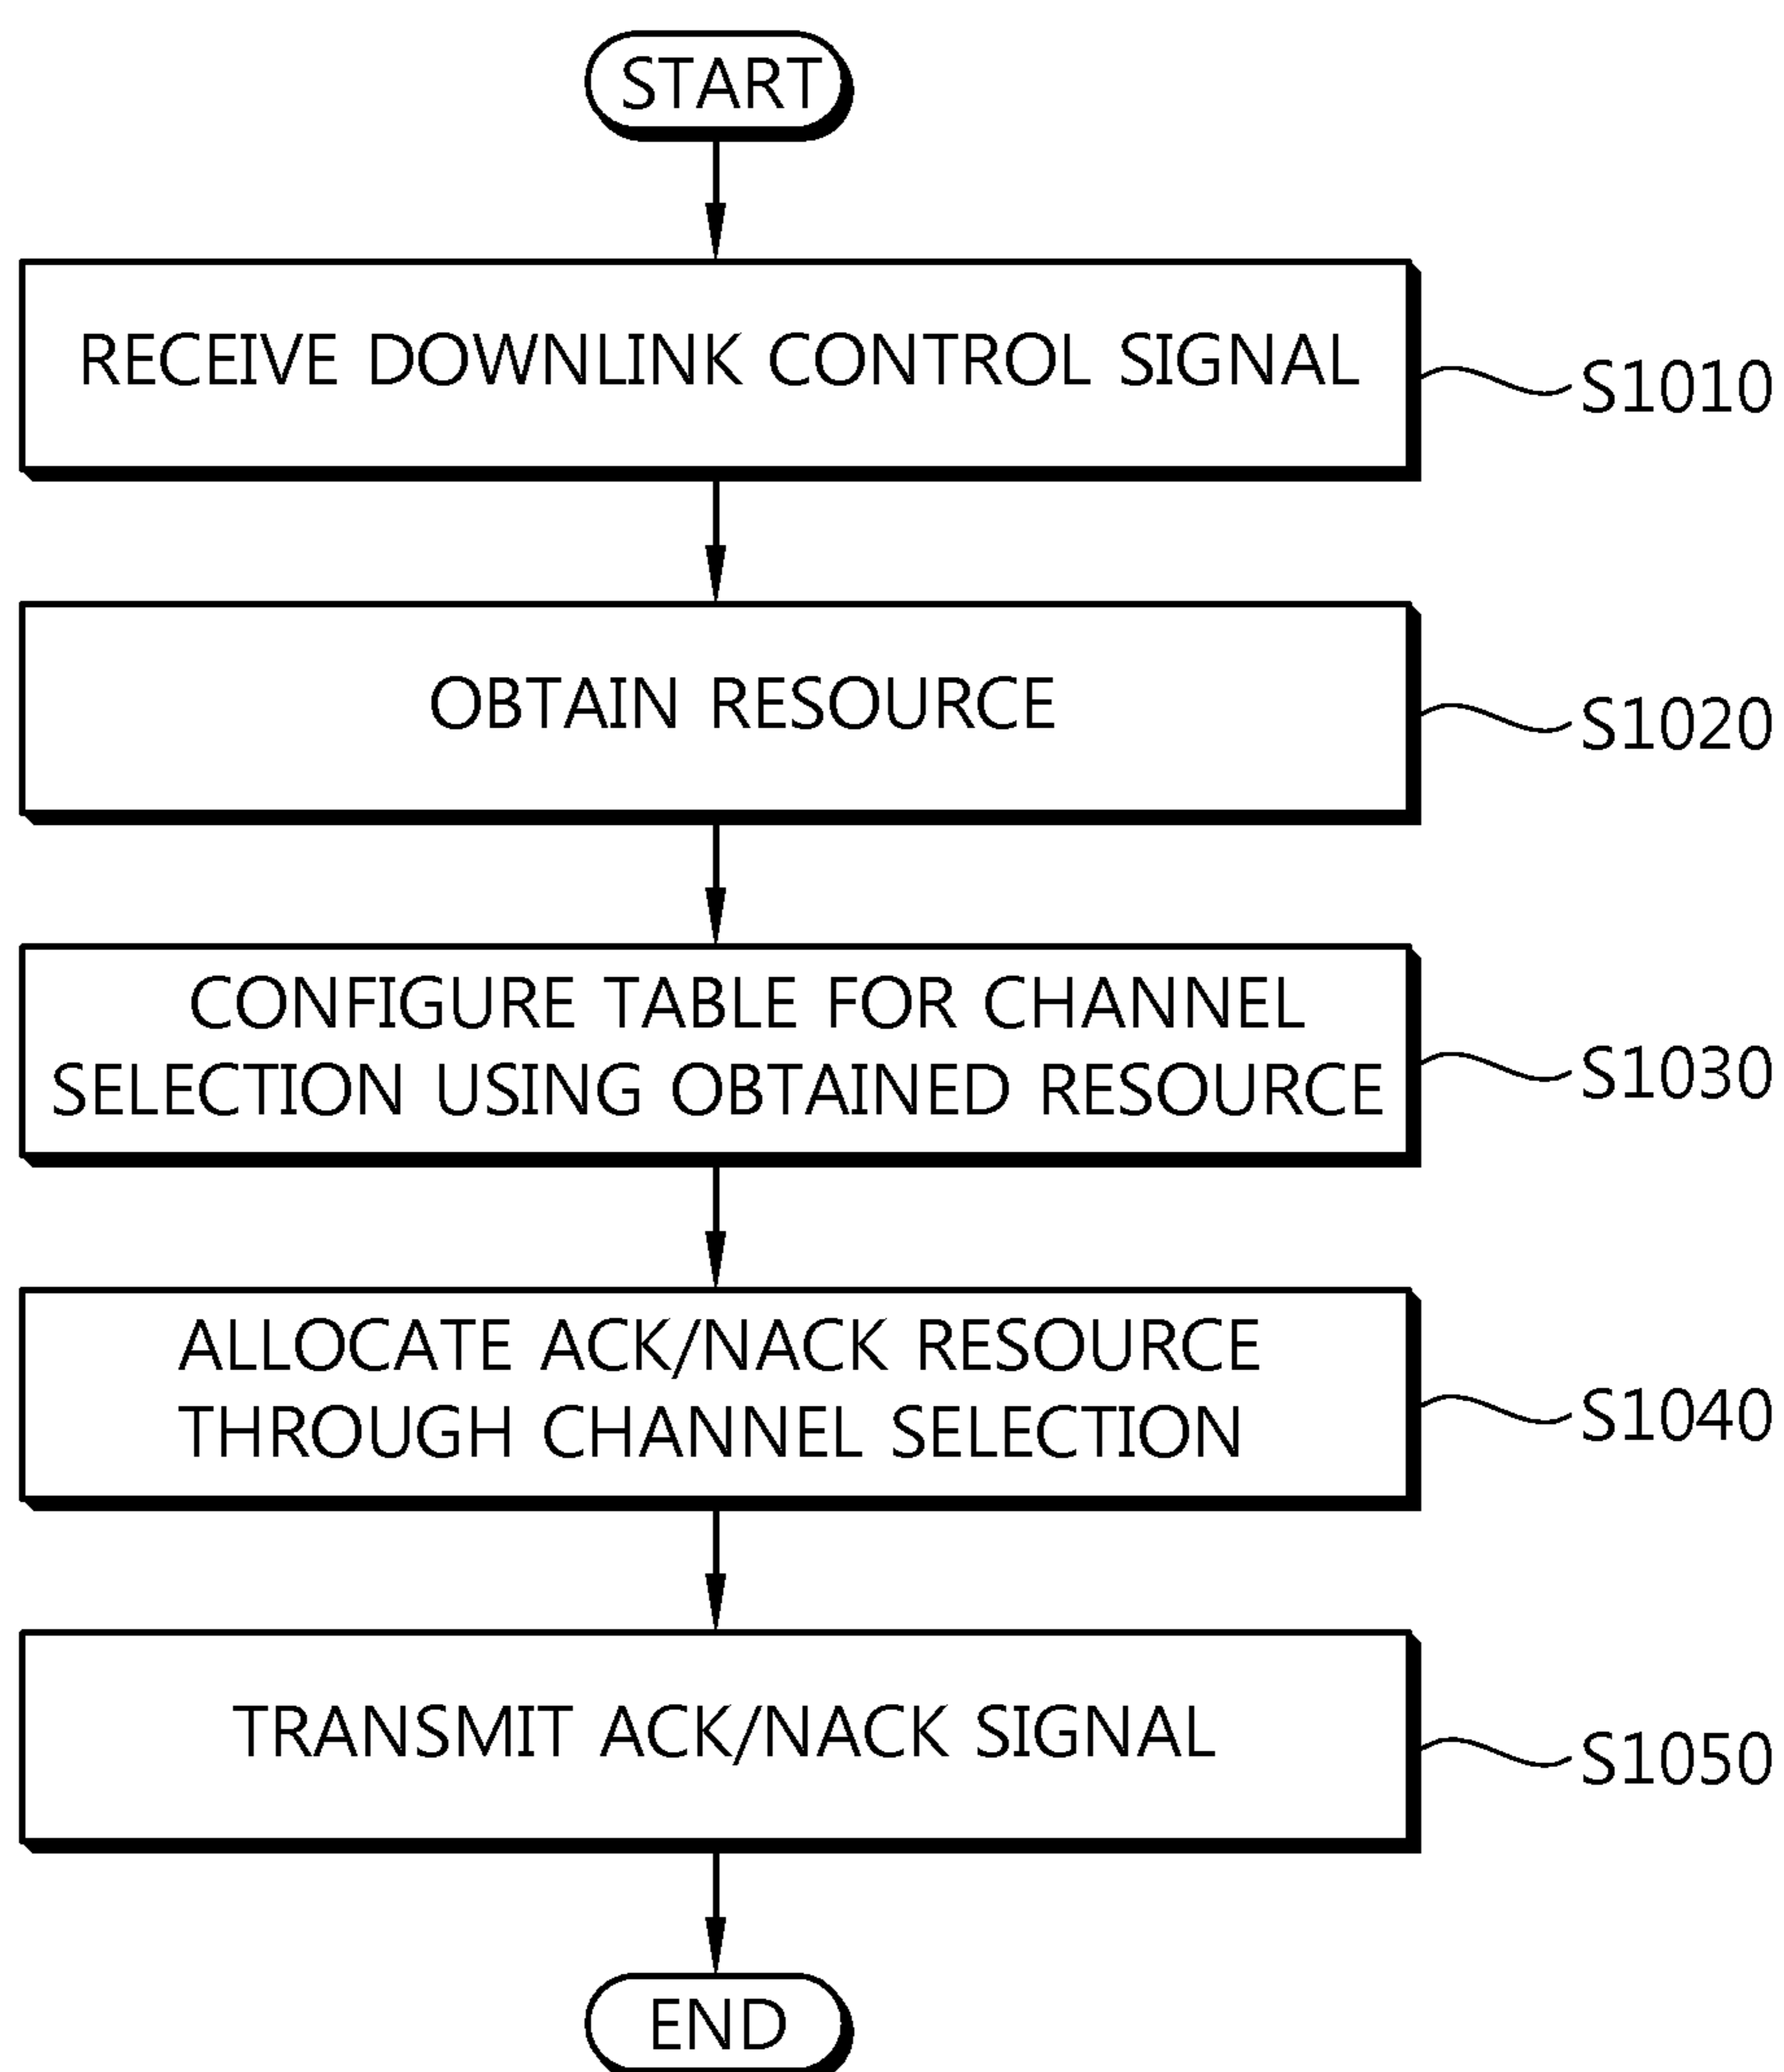 START
RECEIVE DOWNLINK CONTROL SIGNAL
S1010
OBTAIN RESOURCE
S1020
CONFIGURE TABLE FOR CHANNEL
SELECTION USING OBTAINED RESOURCE
S1030
ALLOCATE ACK/NACK RESOURCE
THROUGH CHANNEL SELECTION
S1040
TRANSMIT ACK/NACK SIGNAL
S1050
END